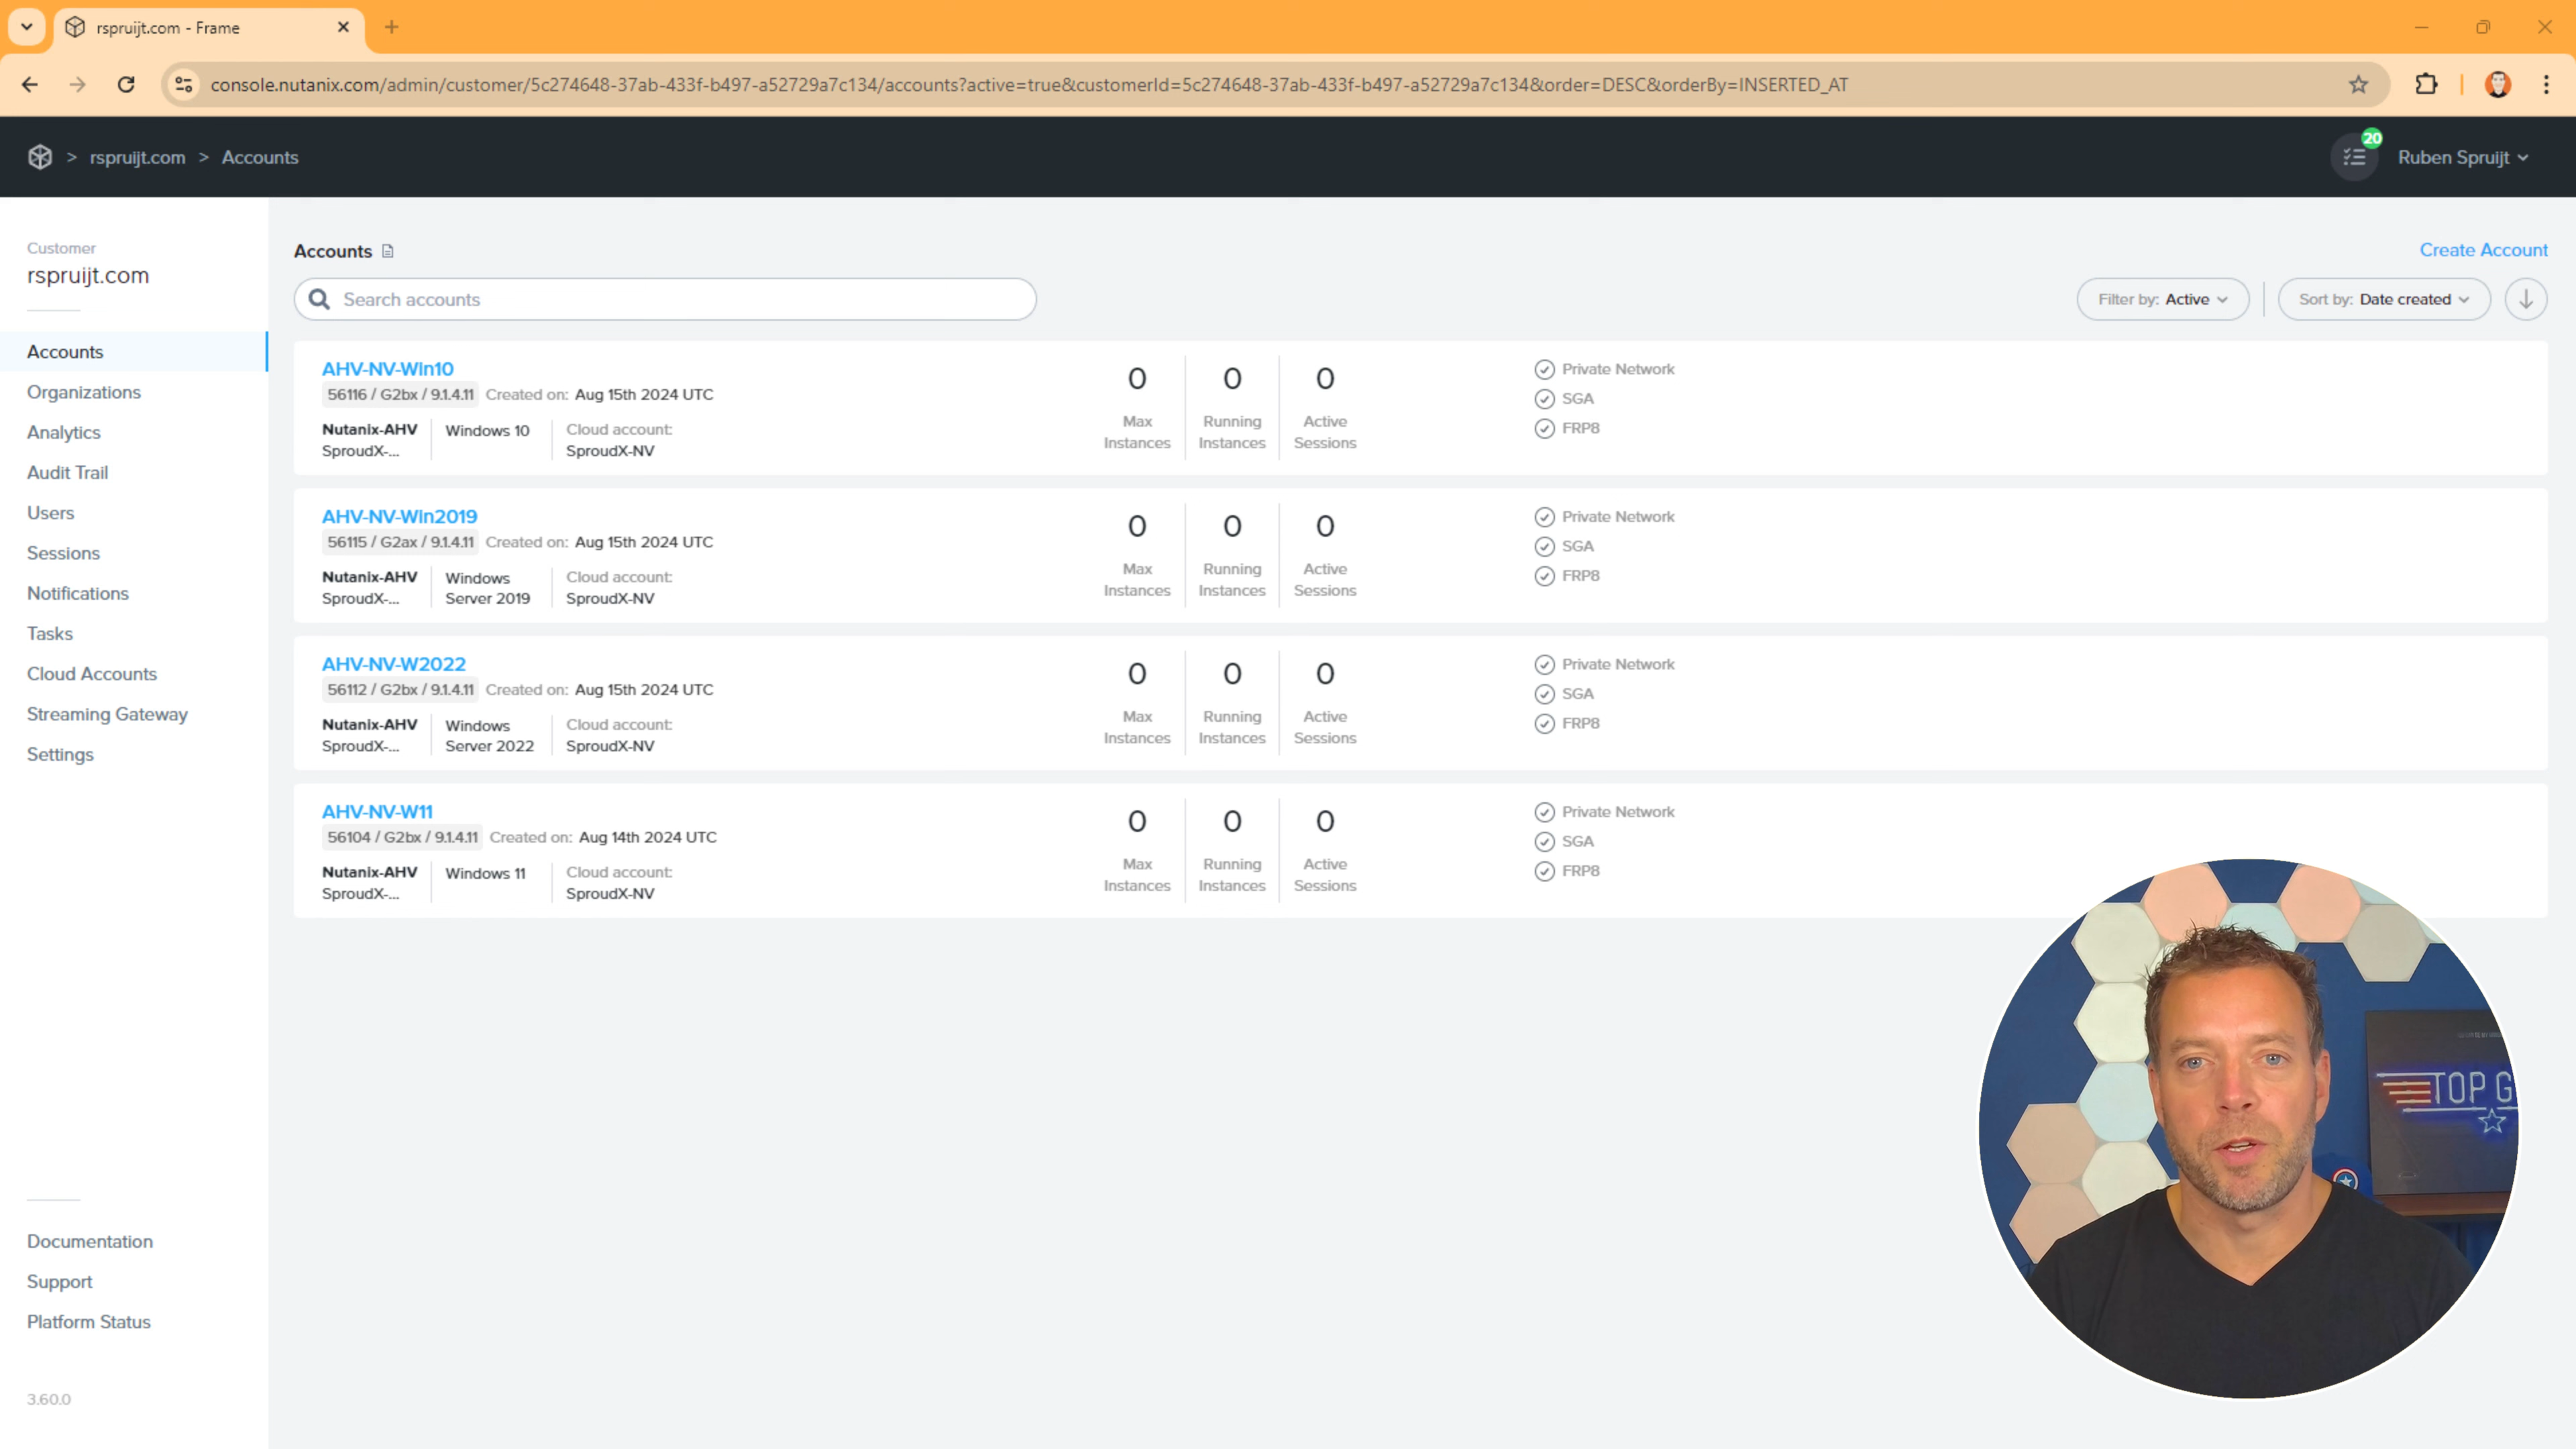 rspruijt.com - Frame
console.nutanix.com/admin/customer/5c274648-37ab-433f-b497-a52729a7c134/accounts?active=true&customerId=5c274648-37ab-433f-b497-a52729a7c134&order=DESC&orderBy=INSERTED_AT
> rspruijt.com > Accounts
20
Ruben Spruijt
Customer
rspruijt.com
Accounts
Organizations
Analytics
Audit Trail
Users
Sessions
Notifications
Tasks
Cloud Accounts
Streaming Gateway
Settings
Documentation
Support
Platform Status
3.60.0
Accounts
Create Account
Search accounts
Filter by: Active
Sort by: Date created
AHV-NV-Win10
56116 / G2bx / 9.1.4.11 Created on: Aug 15th 2024 UTC
Nutanix-AHV
SproudX-...
Windows 10
Cloud account:
SproudX-NV
0
Max
Instances
0
Running
Instances
0
Active
Sessions
Private Network
SGA
FRP8
AHV-NV-Win2019
56115 / G2ax / 9.1.4.11 Created on: Aug 15th 2024 UTC
Nutanix-AHV
SproudX-...
Windows
Server 2019
Cloud account:
SproudX-NV
0
Max
Instances
0
Running
Instances
0
Active
Sessions
Private Network
SGA
FRP8
AHV-NV-W2022
56112 / G2bx / 9.1.4.11 Created on: Aug 15th 2024 UTC
Nutanix-AHV
SproudX-...
Windows
Server 2022
Cloud account:
SproudX-NV
0
Max
Instances
0
Running
Instances
0
Active
Sessions
Private Network
SGA
FRP8
AHV-NV-W11
56104 / G2bx / 9.1.4.11 Created on: Aug 14th 2024 UTC
Nutanix-AHV
SproudX-...
Windows 11
Cloud account:
SproudX-NV
0
Max
Instances
0
Running
Instances
0
Active
Sessions
Private Network
SGA
FRP8
TOP G